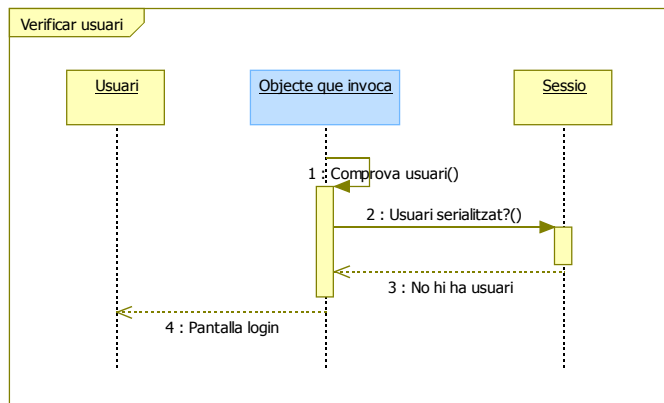 Verificar usuari
Usuari
Objecte que invoca
Sessio
1 : Comprova usuari()
2 : Usuari serialitzat?()
3 : No hi ha usuari
4 : Pantalla login